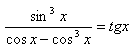 sin³ x / (cos x − cos³ x) = tgx